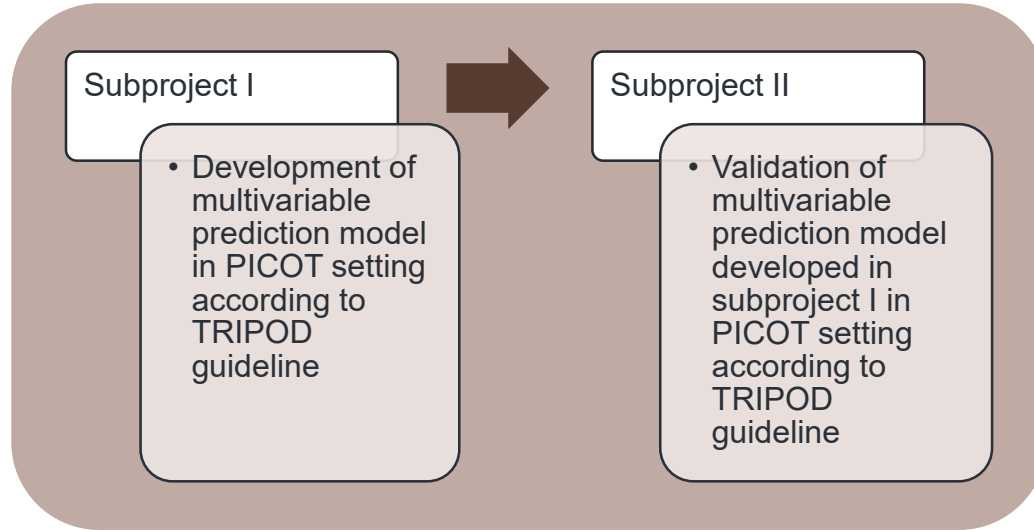 Subproject I
• Development of
multivariable
prediction model
in PICOT setting
according to
TRIPOD
guideline
Subproject II
• Validation of
multivariable
prediction model
developed in
subproject I in
PICOT setting
according to
TRIPOD
guideline